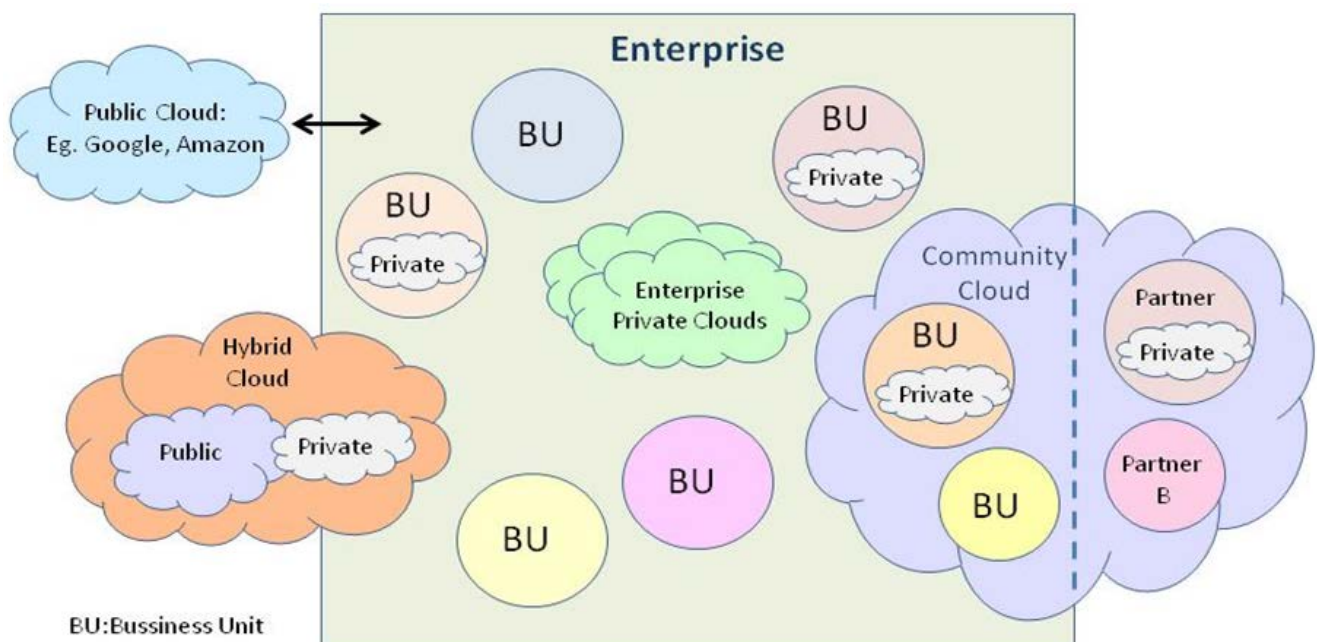 Enterprise
Public Cloud:
Eg. Google, Amazon
BU
BU
Private
BU
Private
Enterprise
Private Clouds
Community
Cloud
BU
Private
Partner
Private
Hybrid
Cloud
Public
Private
BU
BU
BU
Partner
B
BU:Bussiness Unit